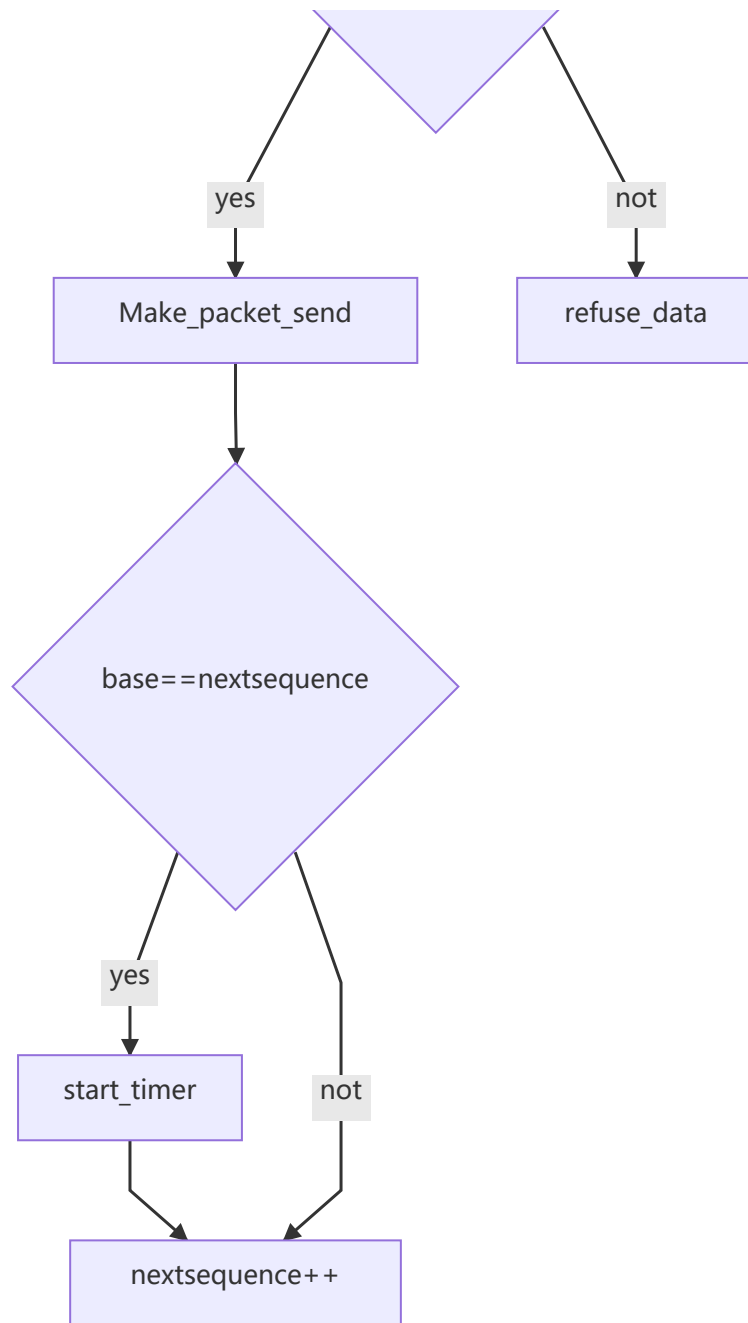 yes
not
Make_packet_send
refuse_data
base==nextsequence
yes
start_timer
not
nextsequence++